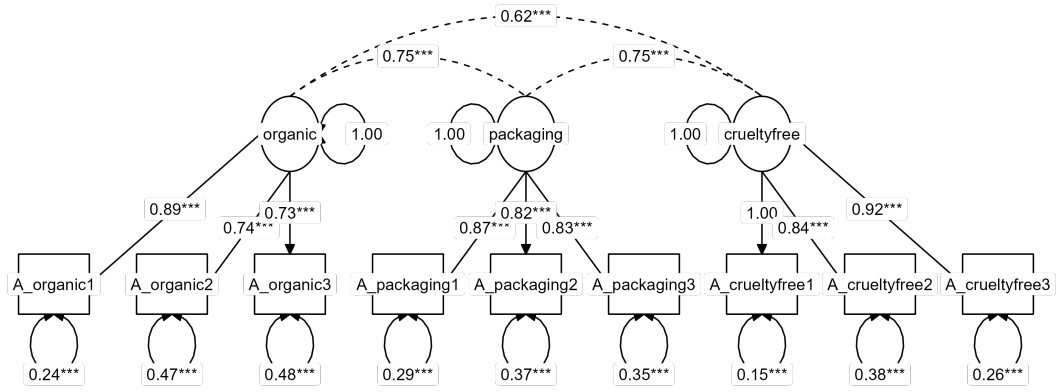 0.62***
0.75*** 0.75***
organic 1.00 1.00 packaging 1.00 crueltyfree
0.89*** 0.74*** 0.73*** 0.87*** 0.82*** 0.83*** 1.00 0.84*** 0.92***
A_organic1 A_organic2 A_organic3 A_packaging1 A_packaging2 A_packaging3 A_crueltyfree1 A_crueltyfree2 A_crueltyfree3
0.24*** 0.47*** 0.48*** 0.29*** 0.37*** 0.35*** 0.15*** 0.38*** 0.26***